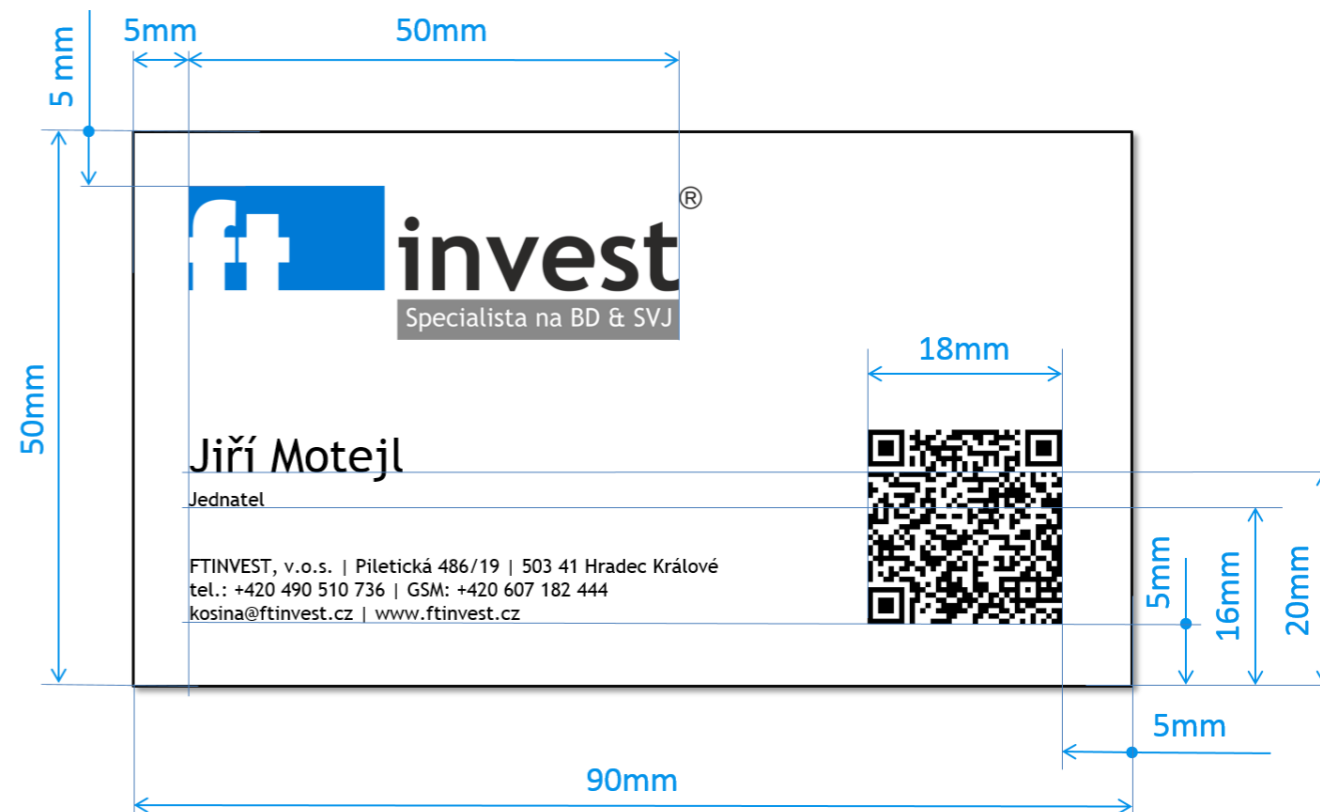 5mm
50mm
5 mm
ft invest®
Specialista na BD & SVJ
18mm
50mm
Jiří Motejl
Jednatel
FTINVEST, v.o.s. | Piletická 486/19 | 503 41 Hradec Králové
tel.: +420 490 510 736 | GSM: +420 607 182 444
kosina@ftinvest.cz | www.ftinvest.cz
5mm
16mm
20mm
5mm
90mm